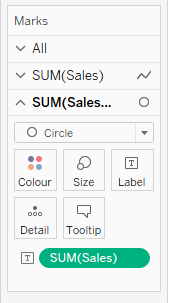 Marks
All
SUM(Sales)
SUM(Sales...
Circle
Colour Size T Label
Detail Tooltip
T SUM(Sales)